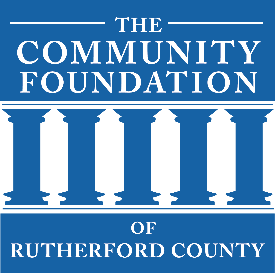 THE
COMMUNITY
FOUNDATION
OF
RUTHERFORD COUNTY